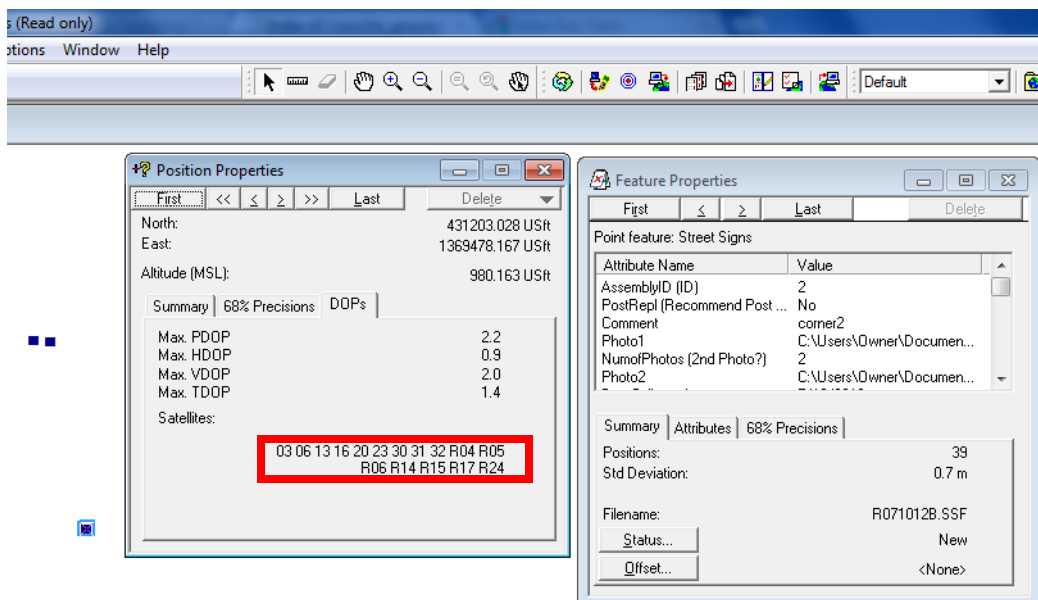 s (Read only)
ptions Window Help
Default
Position Properties
First << < > >> Last Delete
North: 431203.028 USft
East: 1369478.167 USft
Altitude (MSL): 980.163 USft
Summary 68% Precisions DOPs
Max. PDOP 2.2
Max. HDOP 0.9
Max. VDOP 2.0
Max. TDOP 1.4
Satellites:
03 06 13 16 20 23 30 31 32 R04 R05
R06 R14 R15 R17 R24
Feature Properties
First < > Last Delete
Point feature: Street Signs
Attribute Name Value
AssemblyID (ID) 2
PostRepl (Recommend Post ... No
Comment corner2
Photo1 C:\Users\Owner\Documen...
NumofPhotos (2nd Photo?) 2
Photo2 C:\Users\Owner\Documen...
Summary Attributes 68% Precisions
Positions: 39
Std Deviation: 0.7 m
Filename: R071012B.SSF
Status... New
Offset... <None>